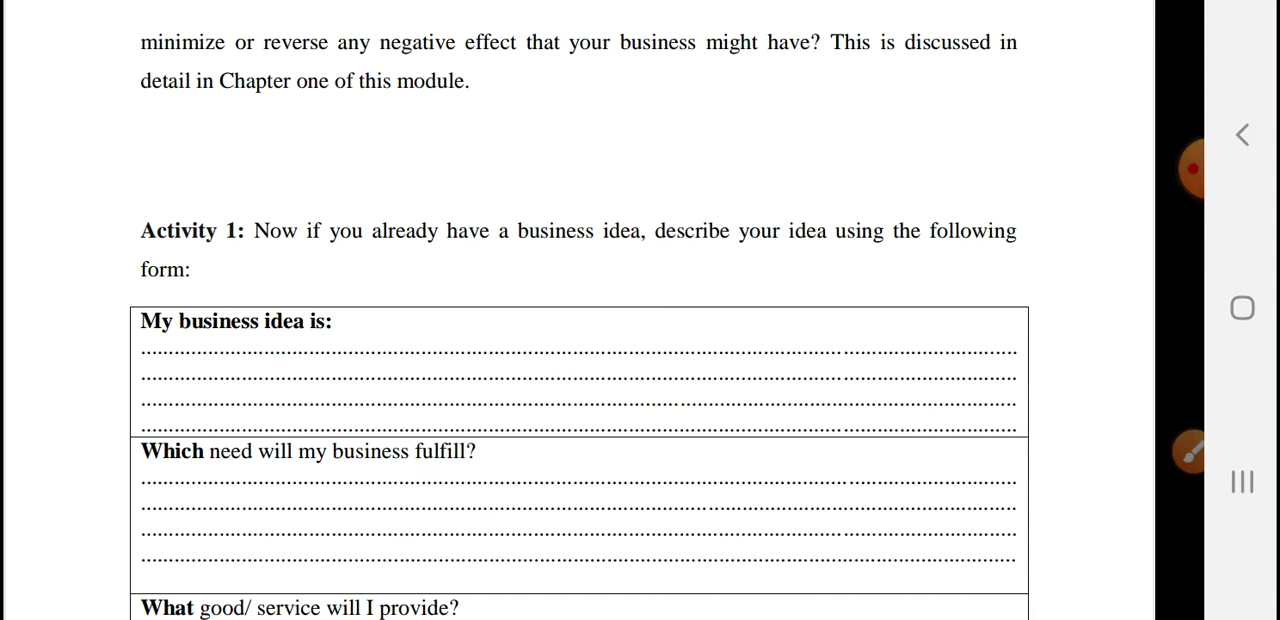 minimize or reverse any negative effect that your business might have? This is discussed in
detail in Chapter one of this module.
Activity 1: Now if you already have a business idea, describe your idea using the following
form:
My business idea is:
................................................................................................................................................
................................................................................................................................................
................................................................................................................................................
................................................................................................................................................
Which need will my business fulfill?
................................................................................................................................................
................................................................................................................................................
................................................................................................................................................
................................................................................................................................................
What good/ service will I provide?